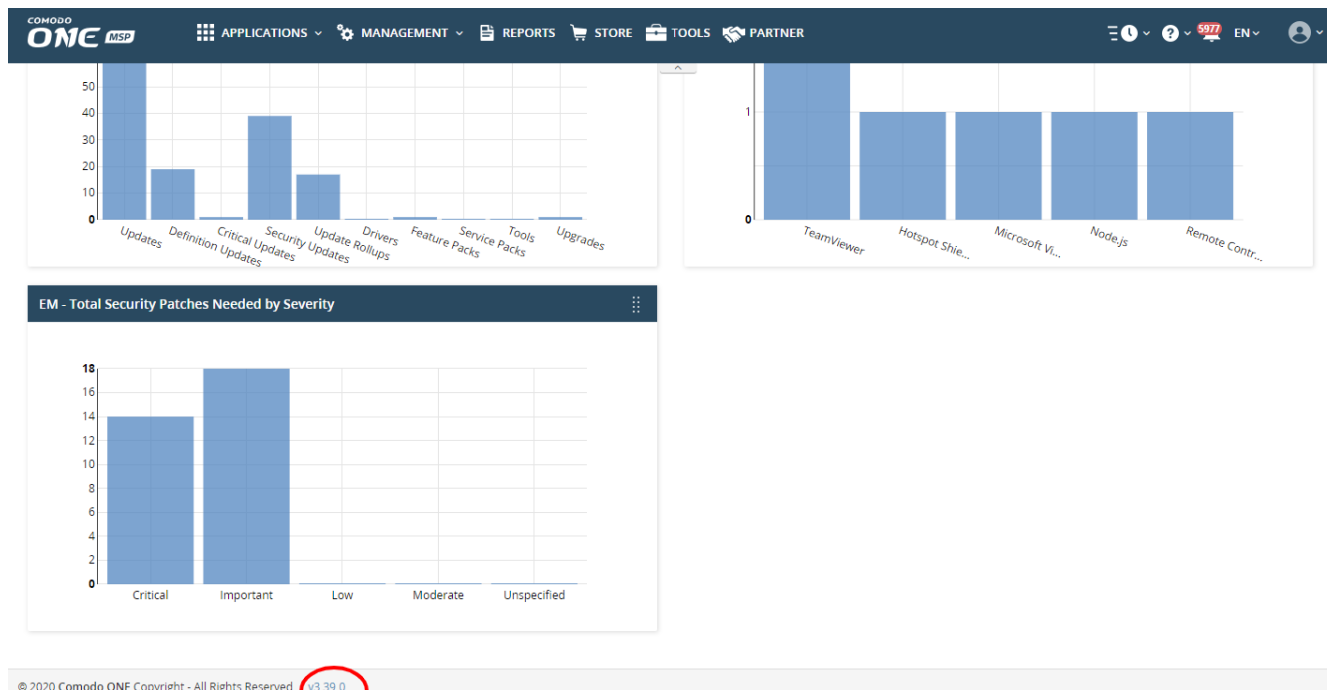 COMODO
ONE MSP
APPLICATIONS
MANAGEMENT
REPORTS
STORE
TOOLS
PARTNER
5977
EN
50
40
30
20
10
0
Updates
Definition Updates
Critical Updates
Security Updates
Update Rollups
Drivers
Feature Packs
Service Packs
Tools
Upgrades
1
0
TeamViewer
Hotspot Shie...
Microsoft Vi...
Node.js
Remote Contr...
EM - Total Security Patches Needed by Severity
18
16
14
12
10
8
6
4
2
0
Critical
Important
Low
Moderate
Unspecified
© 2020 Comodo ONE Copyright - All Rights Reserved
v3.39.0